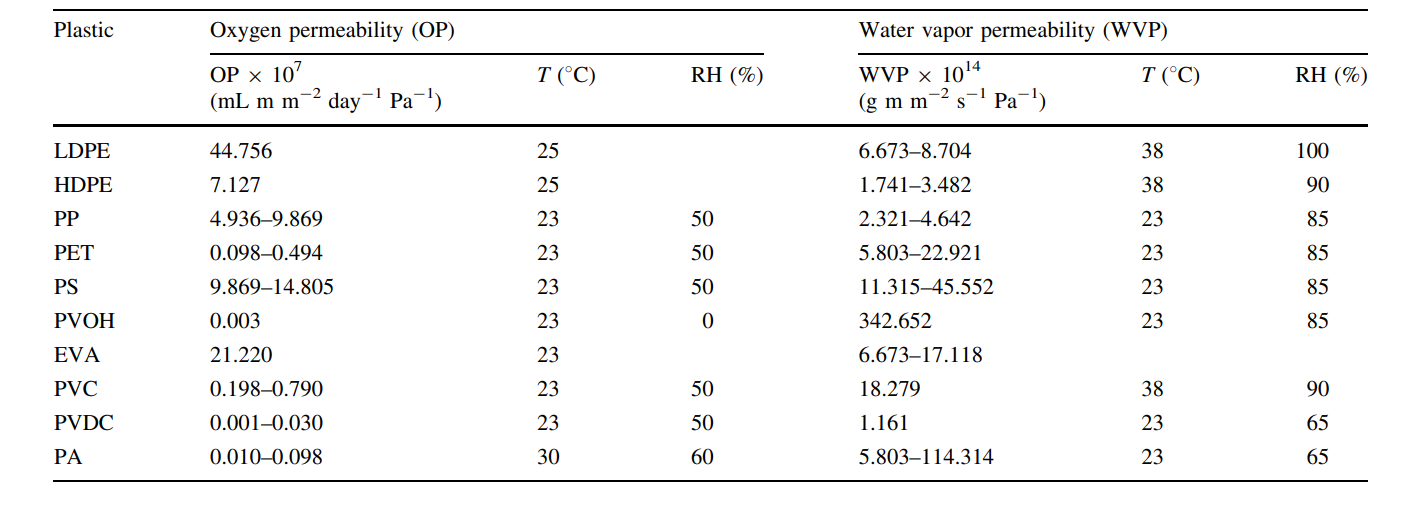 Plastic Oxygen permeability (OP) Water vapor permeability (WVP)
OP × 10⁷ T (°C) RH (%) WVP × 10¹⁴ T (°C) RH (%)
(mL m m⁻² day⁻¹ Pa⁻¹) (g m m⁻² s⁻¹ Pa⁻¹)
LDPE 44.756 25 6.673–8.704 38 100
HDPE 7.127 25 1.741–3.482 38 90
PP 4.936–9.869 23 50 2.321–4.642 23 85
PET 0.098–0.494 23 50 5.803–22.921 23 85
PS 9.869–14.805 23 50 11.315–45.552 23 85
PVOH 0.003 23 0 342.652 23 85
EVA 21.220 23 6.673–17.118
PVC 0.198–0.790 23 50 18.279 38 90
PVDC 0.001–0.030 23 50 1.161 23 65
PA 0.010–0.098 30 60 5.803–114.314 23 65